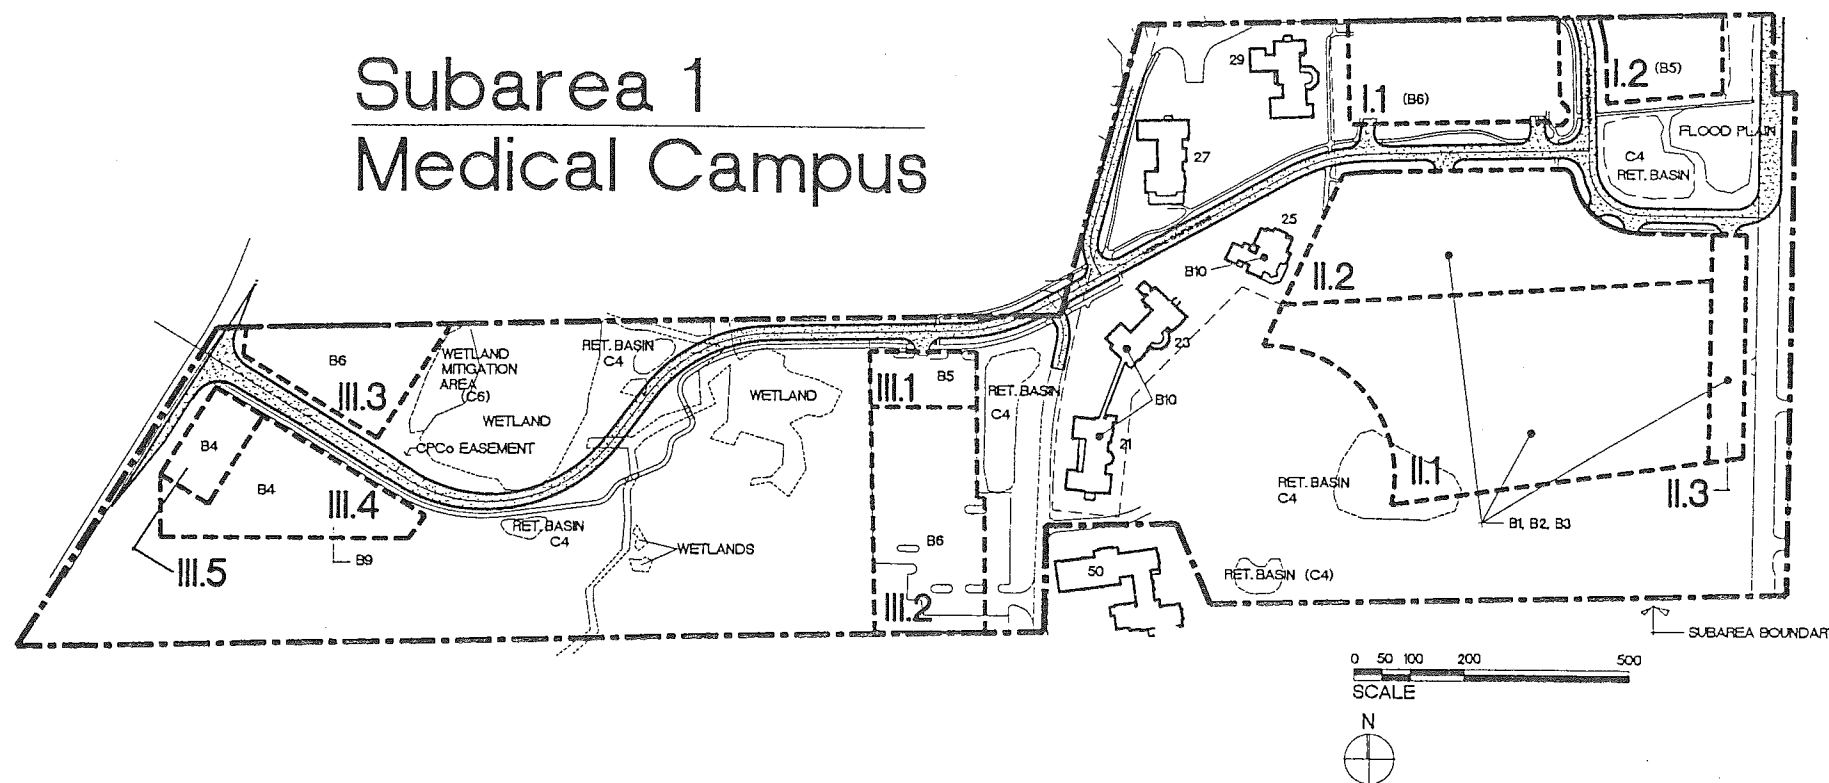 Subarea 1
Medical Campus
29
I.1 (B6)
I.2 (B5)
FLOOD PLAIN
27
C4
RET. BASIN
25
B10
II.2
B6
III.3
WETLAND
MITIGATION
AREA
(C6)
WETLAND
RET. BASIN
C4
WETLAND
III.1
B5
RET. BASIN
C4
23
B10
21
CPCo EASEMENT
B4
B4
III.4
III.5
B9
RET. BASIN
C4
WETLANDS
B6
III.2
50
RET. BASIN
C4
II.1
II.3
B1, B2, B3
RET. BASIN (C4)
SUBAREA BOUNDAR
0 50 100 200 500
SCALE
N